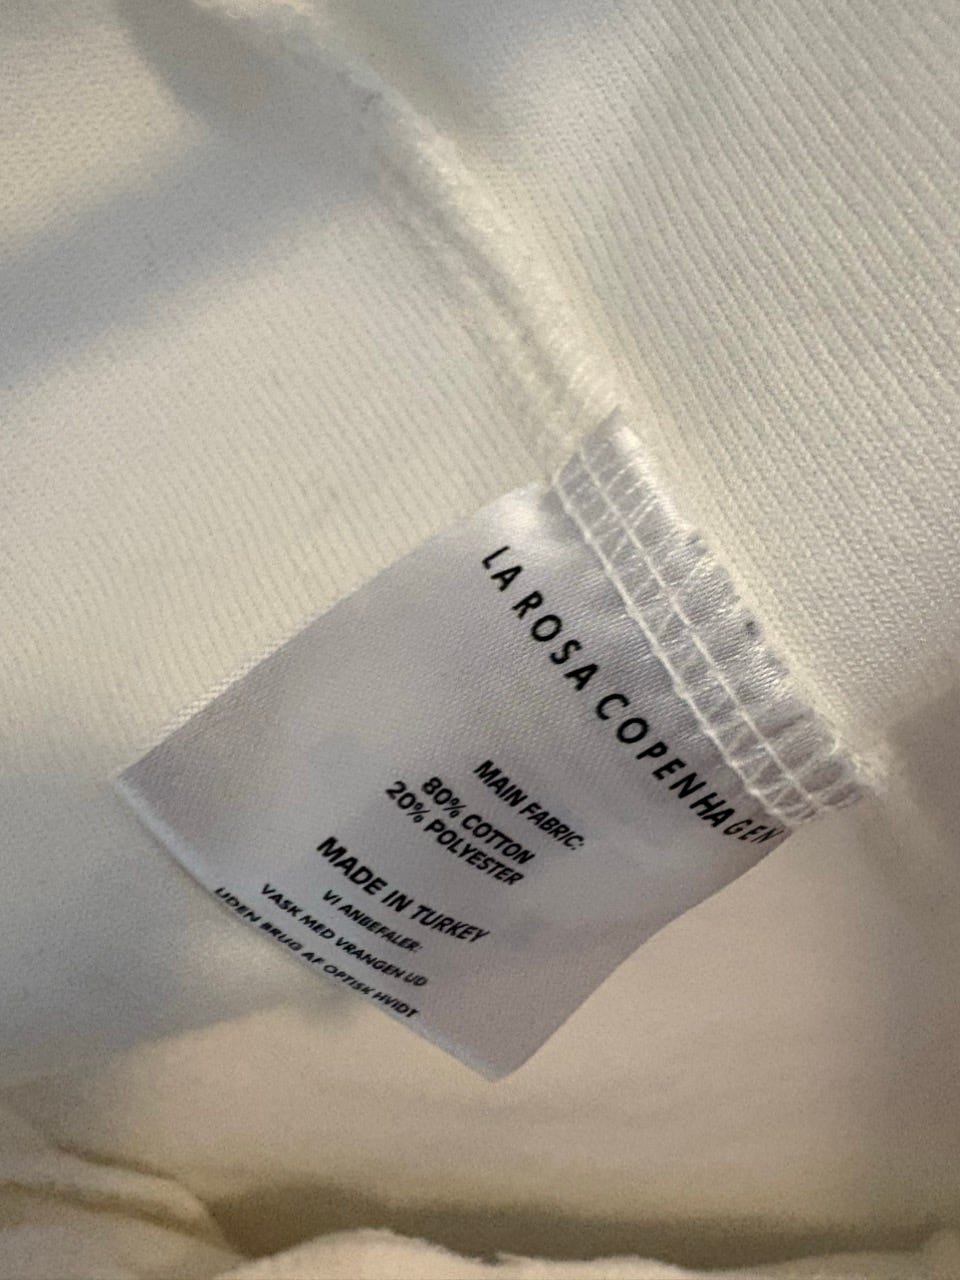 LA ROSA COPENHAGEN
MAIN FABRIC:
80% COTTON
20% POLYESTER
MADE IN TURKEY
VI ANBEFALER:
VASK MED VRANGEN UD
UDEN BRUG AF OPTISK HVIDT